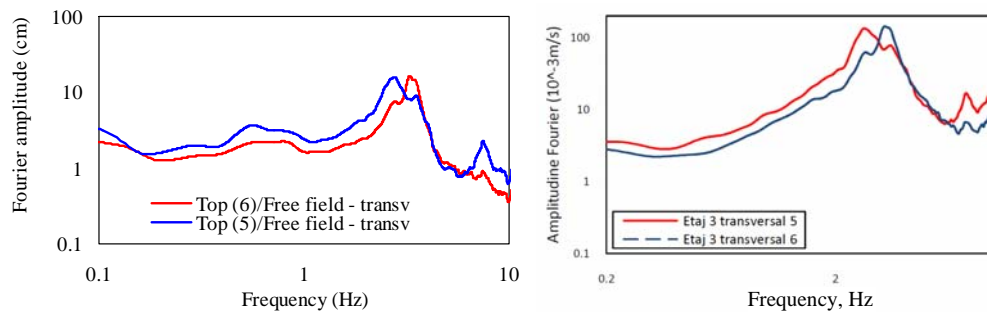 100
10
1
0.1
Fourier amplitude (cm)
Top (6)/Free field - transv
Top (5)/Free field - transv
0.1
1
10
Frequency (Hz)
100
10
1
0.1
Amplitudine Fourier (10^-3m/s)
Etaj 3 transversal 5
Etaj 3 transversal 6
0.2
2
Frequency, Hz